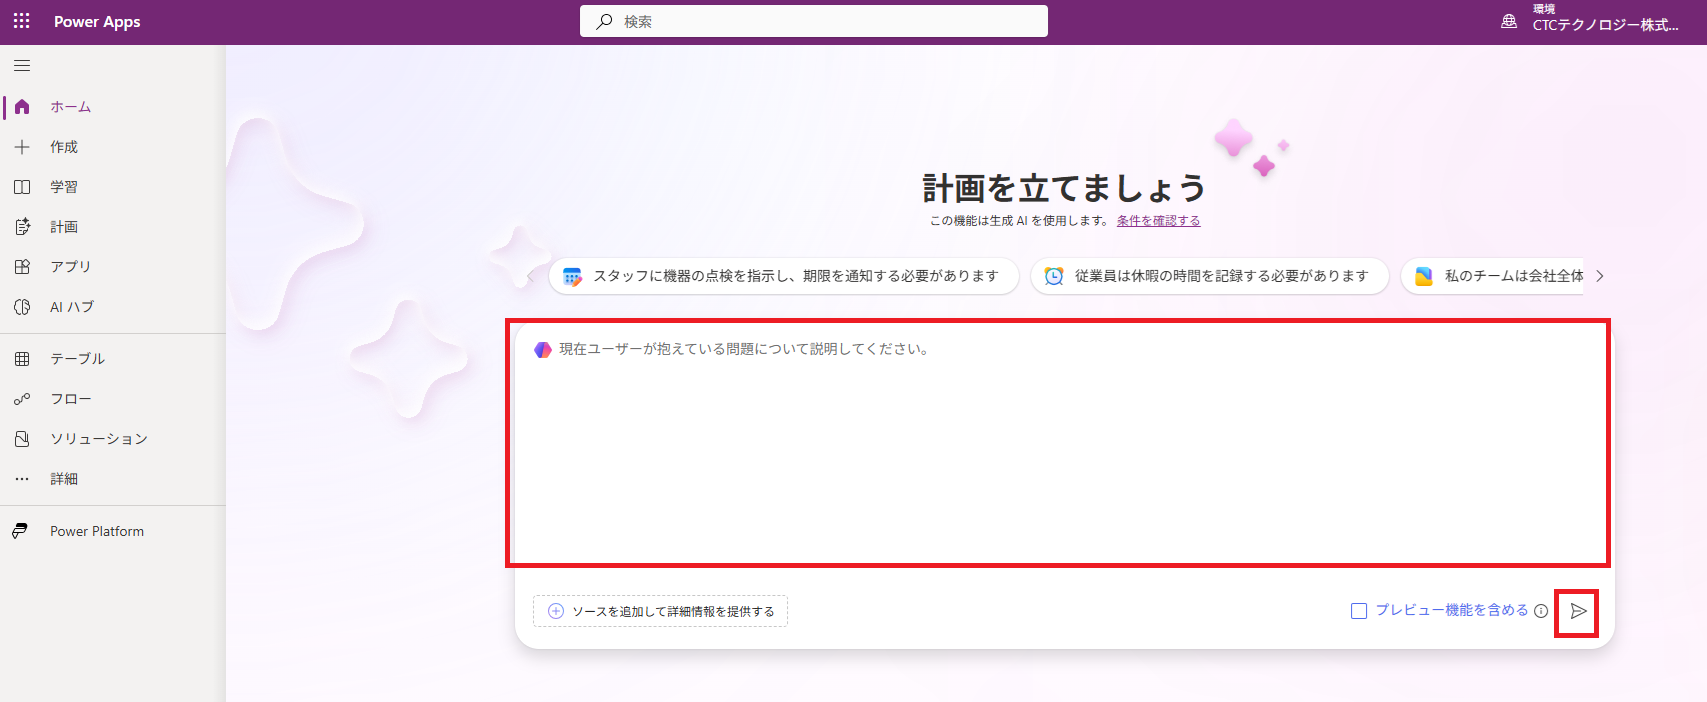 Power Apps
検索
環境
CTCテクノロジー株式...
ホーム
作成
学習
計画
アプリ
AI ハブ
テーブル
フロー
ソリューション
詳細
Power Platform
計画を立てましょう
この機能は生成 AI を使用します。 条件を確認する
スタッフに機器の点検を指示し、期限を通知する必要があります
従業員は休暇の時間を記録する必要があります
私のチームは会社全体
現在ユーザーが抱えている問題について説明してください。
ソースを追加して詳細情報を提供する
プレビュー機能を含める